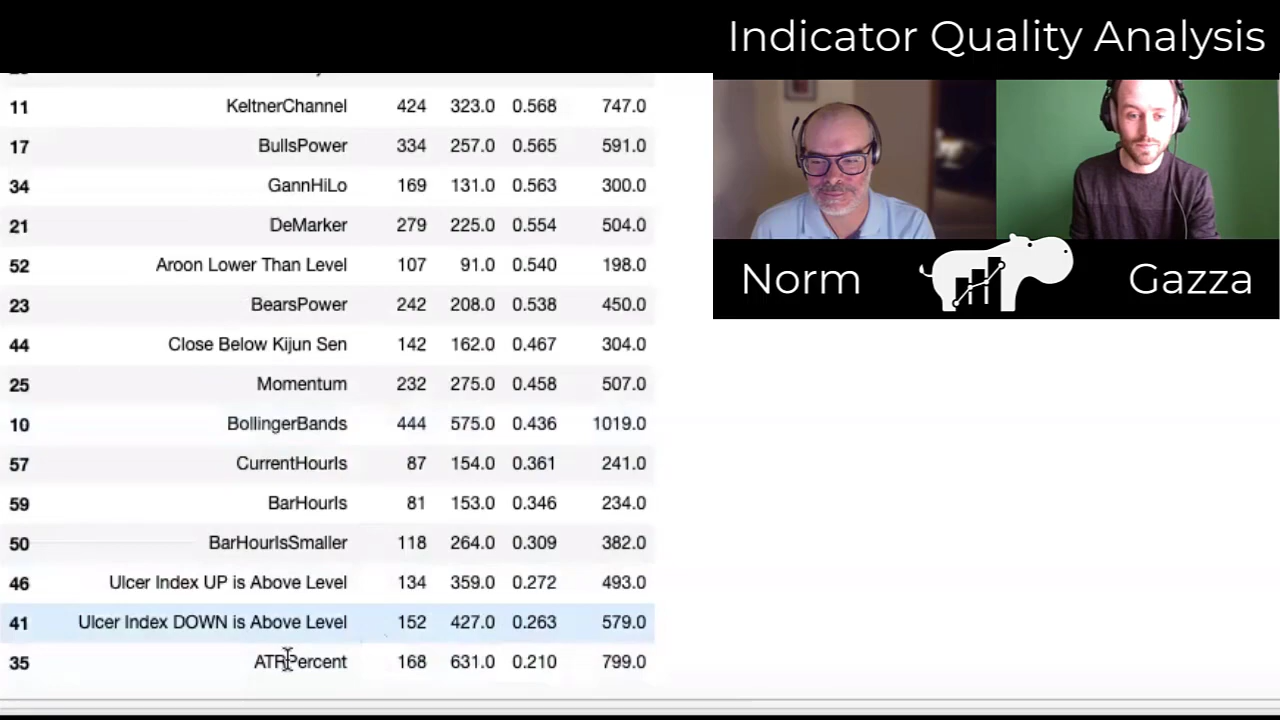 Indicator Quality Analysis
11 KeltnerChannel 424 323.0 0.568 747.0
17 BullsPower 334 257.0 0.565 591.0
34 GannHiLo 169 131.0 0.563 300.0
21 DeMarker 279 225.0 0.554 504.0
52 Aroon Lower Than Level 107 91.0 0.540 198.0
23 BearsPower 242 208.0 0.538 450.0
44 Close Below Kijun Sen 142 162.0 0.467 304.0
25 Momentum 232 275.0 0.458 507.0
10 BollingerBands 444 575.0 0.436 1019.0
57 CurrentHourIs 87 154.0 0.361 241.0
59 BarHourIs 81 153.0 0.346 234.0
50 BarHourIsSmaller 118 264.0 0.309 382.0
46 Ulcer Index UP is Above Level 134 359.0 0.272 493.0
41 Ulcer Index DOWN is Above Level 152 427.0 0.263 579.0
35 ATRPercent 168 631.0 0.210 799.0
Norm
Gazza